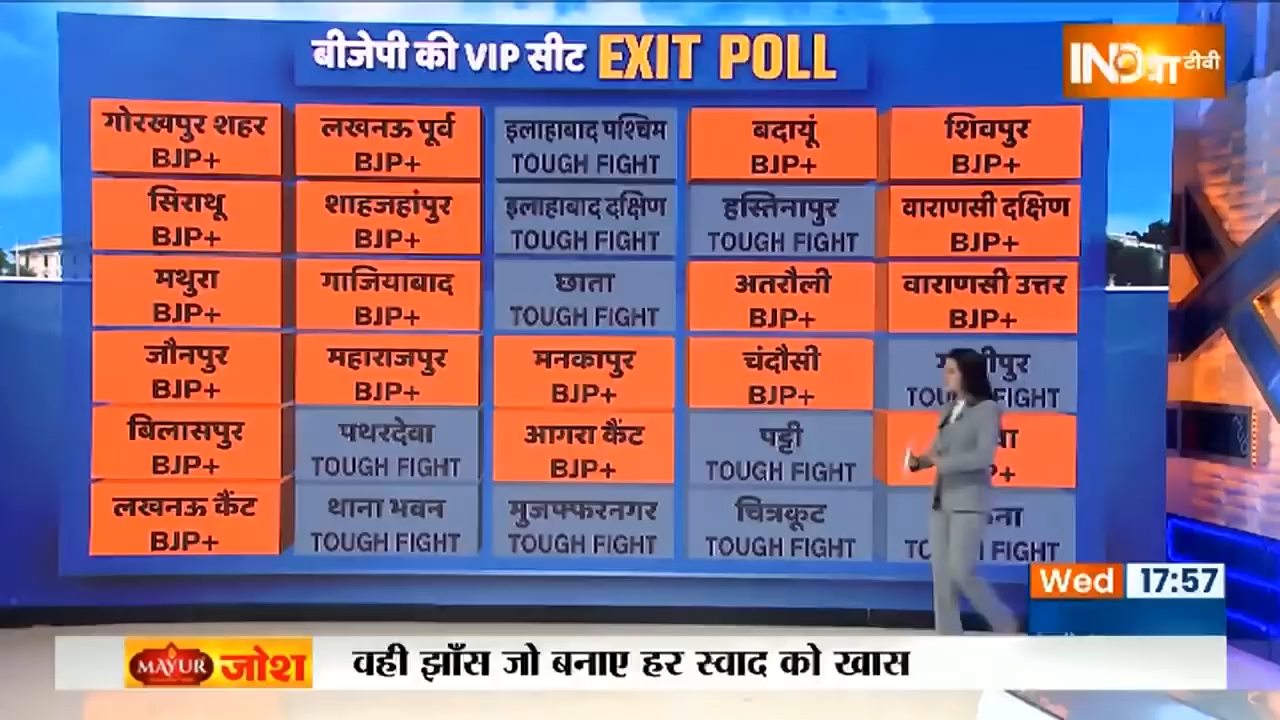 बीजेपी की VIP सीट EXIT POLL
INDिया टीवी
गोरखपुर शहर
BJP+
लखनऊ पूर्व
BJP+
इलाहाबाद पश्चिम
TOUGH FIGHT
बदायूं
BJP+
शिवपुर
BJP+
सिराथू
BJP+
शाहजहांपुर
BJP+
इलाहाबाद दक्षिण
TOUGH FIGHT
हस्तिनापुर
TOUGH FIGHT
वाराणसी दक्षिण
BJP+
मथुरा
BJP+
गाजियाबाद
BJP+
छाता
TOUGH FIGHT
अतरौली
BJP+
वाराणसी उत्तर
BJP+
जौनपुर
BJP+
महाराजपुर
BJP+
मनकापुर
BJP+
चंदौसी
BJP+
FIGHT
बिलासपुर
BJP+
पथरदेवा
TOUGH FIGHT
आगरा कैंट
BJP+
पट्टी
TOUGH FIGHT
लखनऊ कैंट
BJP+
थाना भवन
TOUGH FIGHT
मुजफ्फरनगर
TOUGH FIGHT
चित्रकूट
TOUGH FIGHT
FIGHT
Wed 17:57
MAYUR जोश वही झाँस जो बनाए हर स्वाद को खास